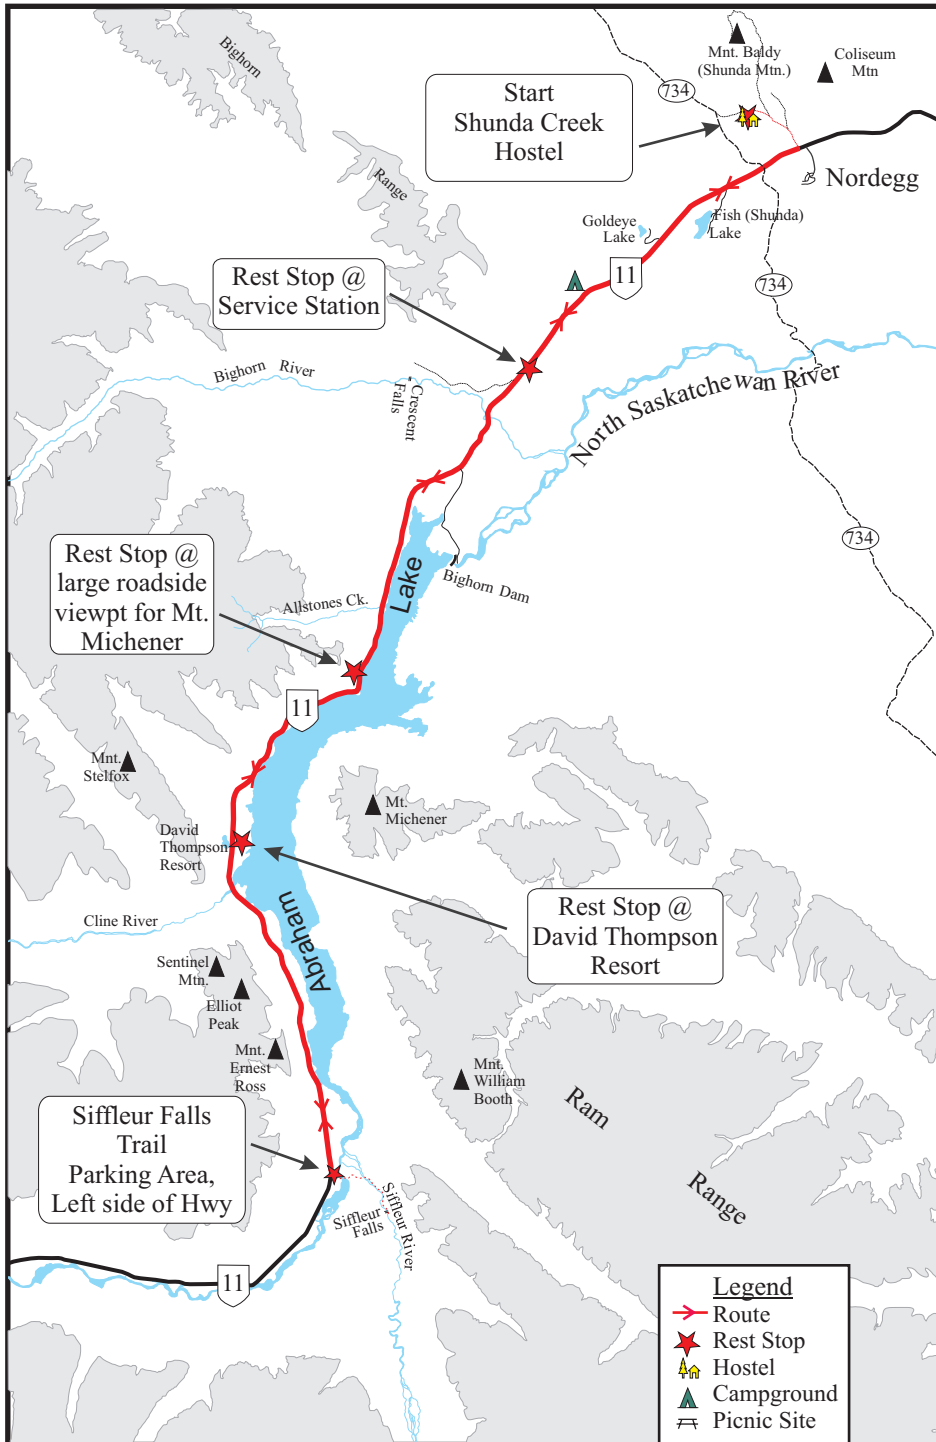 Bighorn
Range
Mnt. Baldy
(Shunda Mtn.)
Coliseum
Mtn
734
Start
Shunda Creek
Hostel
Nordegg
Goldeye
Lake
Fish (Shunda)
Lake
11
734
Rest Stop @
Service Station
Bighorn River
Crescent
Falls
North Saskatche wan River
734
Rest Stop @
large roadside
viewpt for Mt.
Michener
Allstones Ck.
Lake
Bighorn Dam
11
Mnt.
Stelfox
Mt.
Michener
David
Thompson
Resort
Rest Stop @
David Thompson
Resort
Cline River
Abraham
Sentinel
Mtn.
Elliot
Peak
Mnt.
Ernest
Ross
Mnt.
William
Booth
Ram
Range
Siffleur Falls
Trail
Parking Area,
Left side of Hwy
Siffleur
Falls
Siffleur River
11
Legend
Route
Rest Stop
Hostel
Campground
Picnic Site